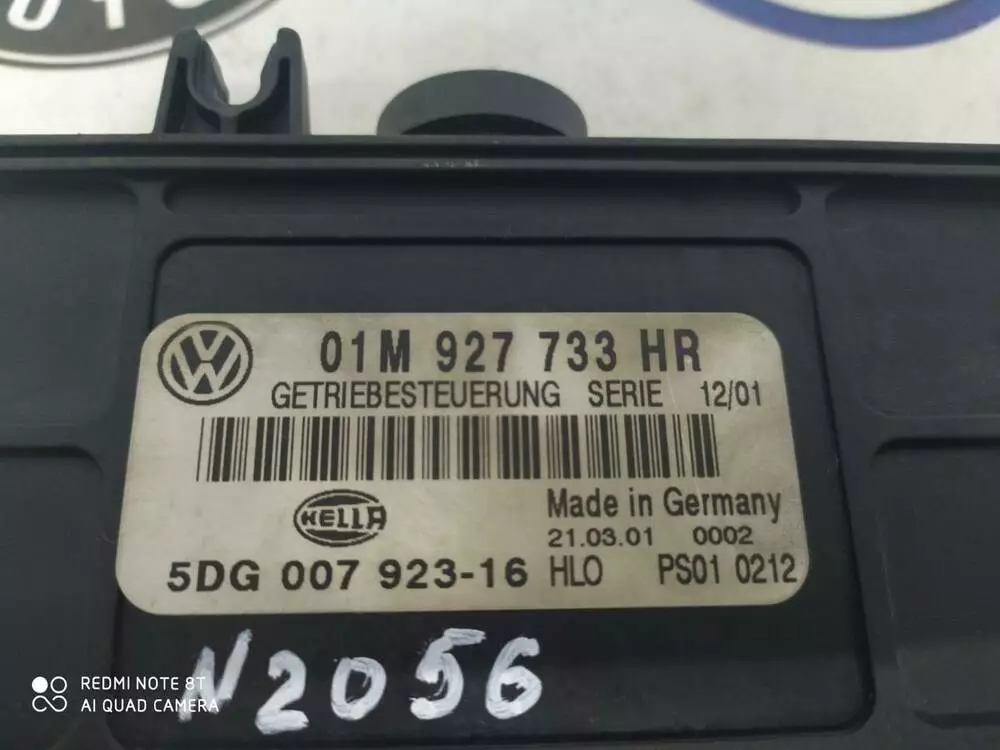 01M 927 733 HR
GETRIEBESTEUERUNG SERIE 12/01
HELLA
Made in Germany
21.03.01 0002
5DG 007 923-16 HLO PS01 0212
N2056
REDMI NOTE 8T
AI QUAD CAMERA